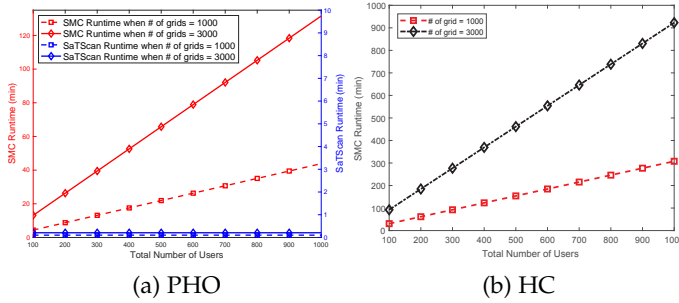 SMC Runtime when # of grids = 1000
SMC Runtime when # of grids = 3000
SaTScan Runtime when # of grids = 1000
SaTScan Runtime when # of grids = 3000
SMC Runtime (min)
0
20
40
60
80
100
120
SaTScan Runtime (min)
0
1
2
3
4
5
6
7
8
9
10
100 200 300 400 500 600 700 800 900 1000
Total Number of Users
(a) PHO
# of grid = 1000
# of grid = 3000
SMC Runtime (min)
0
100
200
300
400
500
600
700
800
900
1000
100 200 300 400 500 600 700 800 900 1000
Total Number of Users
(b) HC